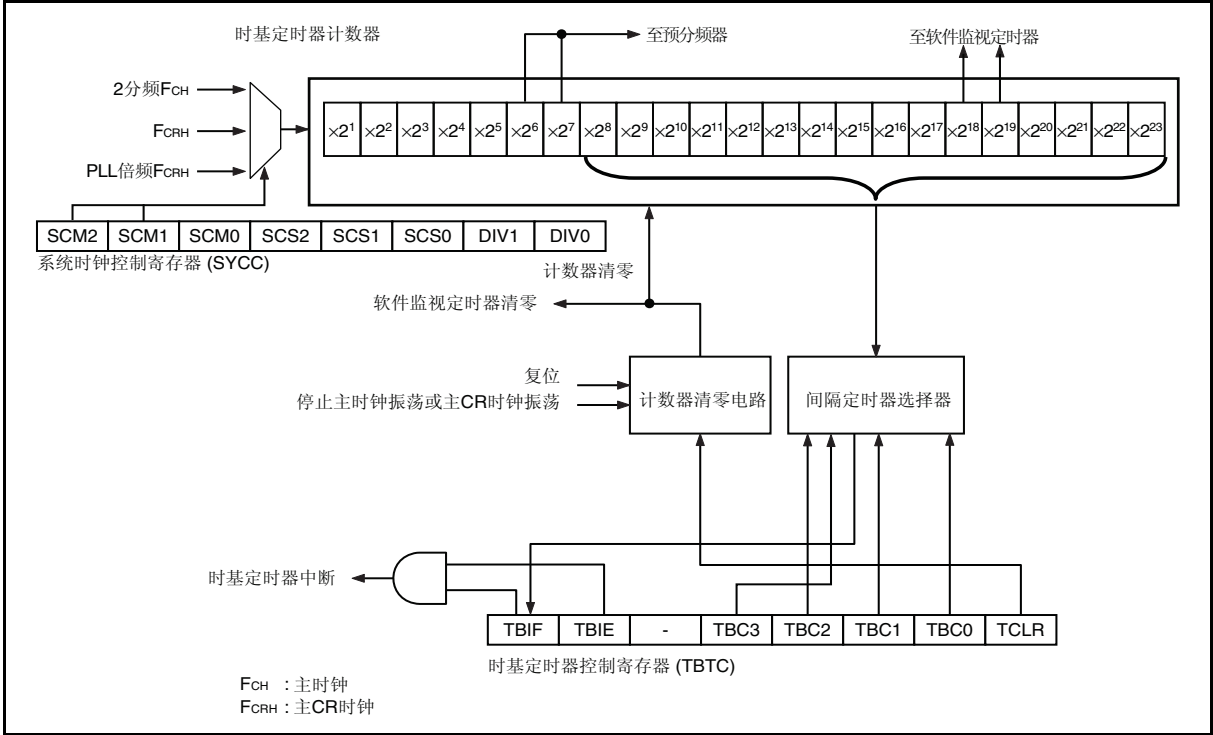 时基定时器计数器
至预分频器
至软件监视定时器
2分频FCH
FCRH
PLL倍频FCRH
×2¹ ×2² ×2³ ×2⁴ ×2⁵ ×2⁶ ×2⁷ ×2⁸ ×2⁹ ×2¹⁰ ×2¹¹ ×2¹² ×2¹³ ×2¹⁴ ×2¹⁵ ×2¹⁶ ×2¹⁷ ×2¹⁸ ×2¹⁹ ×2²⁰ ×2²¹ ×2²² ×2²³
SCM2 SCM1 SCM0 SCS2 SCS1 SCS0 DIV1 DIV0
系统时钟控制寄存器 (SYCC)
计数器清零
软件监视定时器清零
复位
停止主时钟振荡或主CR时钟振荡
计数器清零电路
间隔定时器选择器
时基定时器中断
TBIF TBIE - TBC3 TBC2 TBC1 TBC0 TCLR
时基定时器控制寄存器 (TBTC)
FCH : 主时钟
FCRH : 主CR时钟